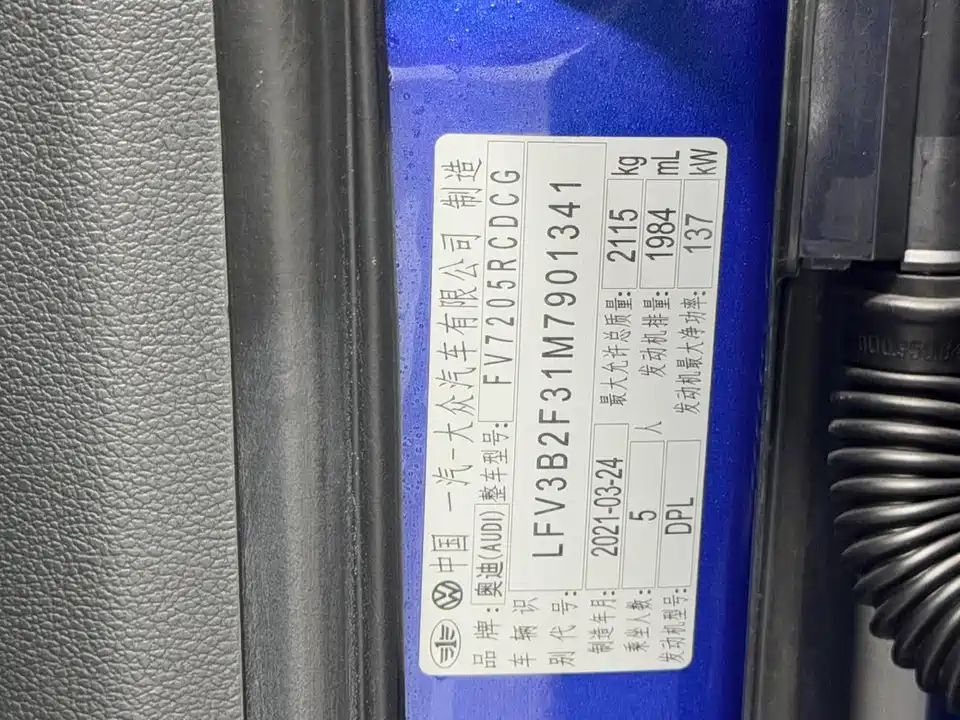 中国 一汽-大众汽车有限公司 制造
品牌: 奥迪(AUDI) 整车型号: FV7205RCDCG
车辆识别代号: LFV3B2F31M7901341
制造年月: 2021-03-24 最大允许总质量: 2115 kg
乘坐人数: 5 人 发动机排量: 1984 mL
发动机型号: DPL 发动机最大净功率: 137 kW